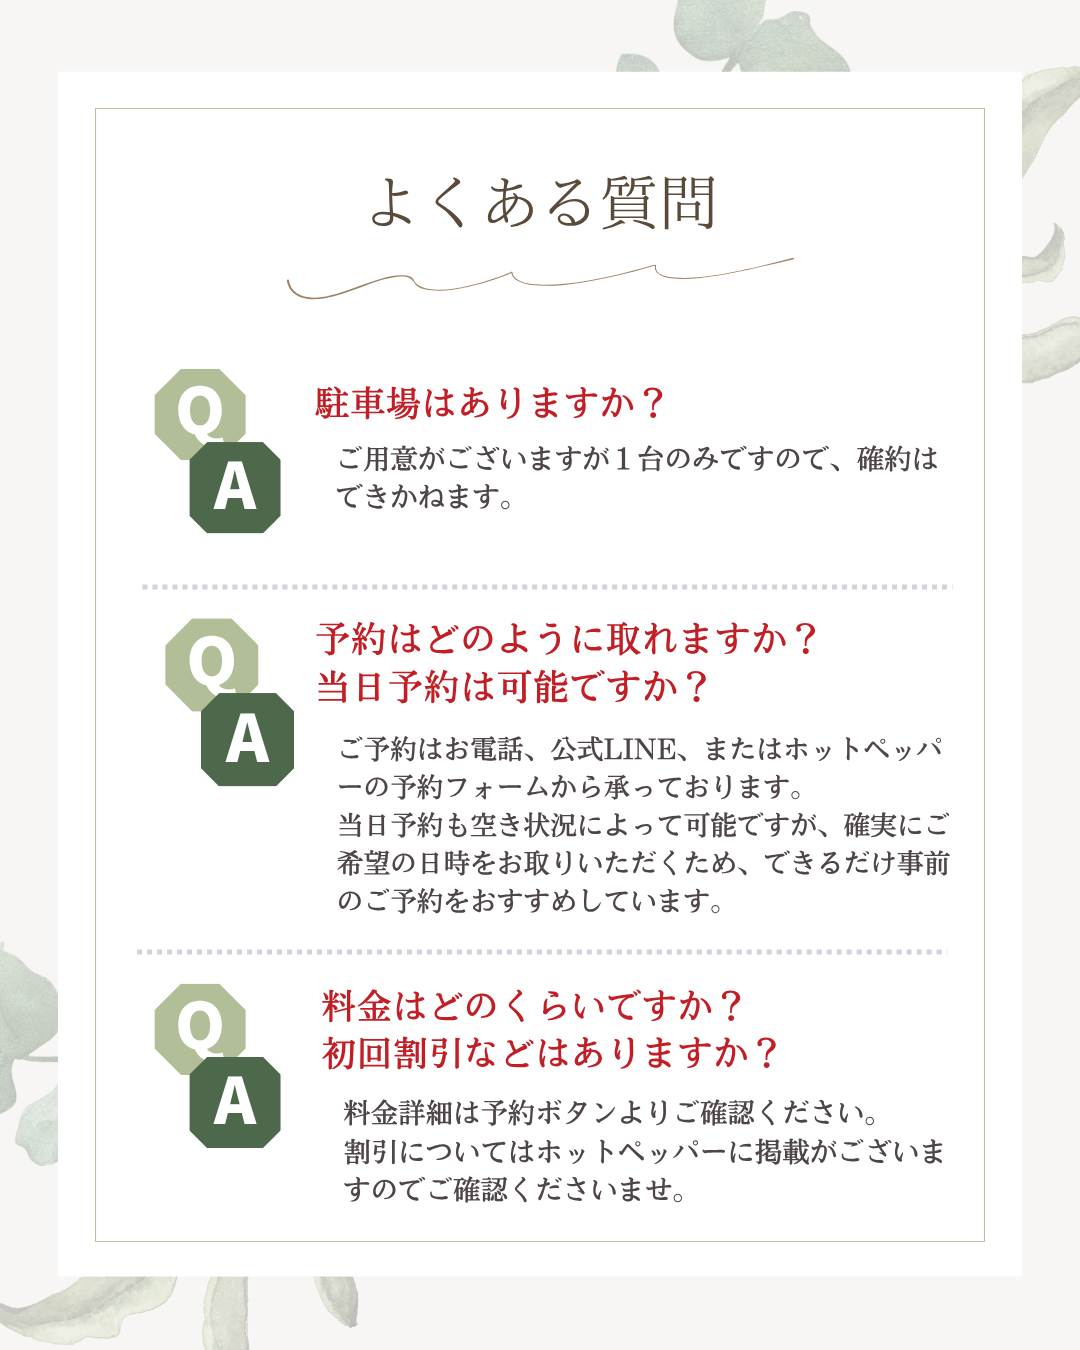 よくある質問
Q
A
駐車場はありますか？
ご用意がございますが１台のみですので、確約は
できかねます。
Q
A
予約はどのように取れますか？
当日予約は可能ですか？
ご予約はお電話、公式LINE、またはホットペッパ
ーの予約フォームから承っております。
当日予約も空き状況によって可能ですが、確実にご
希望の日時をお取りいただくため、できるだけ事前
のご予約をおすすめしています。
Q
A
料金はどのくらいですか？
初回割引などはありますか？
料金詳細は予約ボタンよりご確認ください。
割引についてはホットペッパーに掲載がございま
すのでご確認くださいませ。